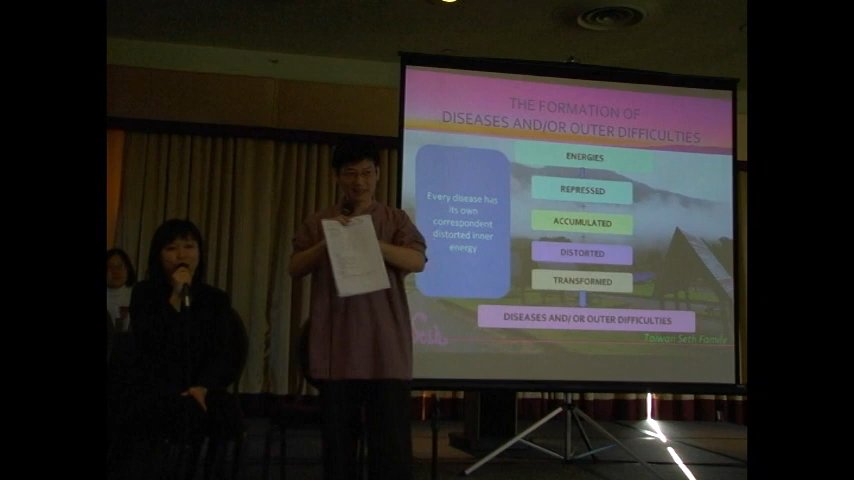 THE FORMATION OF
DISEASES AND/OR OUTER DIFFICULTIES
Every disease has
its own
correspondent
distorted inner
energy
ENERGIES
REPRESSED
ACCUMULATED
DISTORTED
TRANSFORMED
DISEASES AND/ OR OUTER DIFFICULTIES
Seth
Taiwan Seth Family